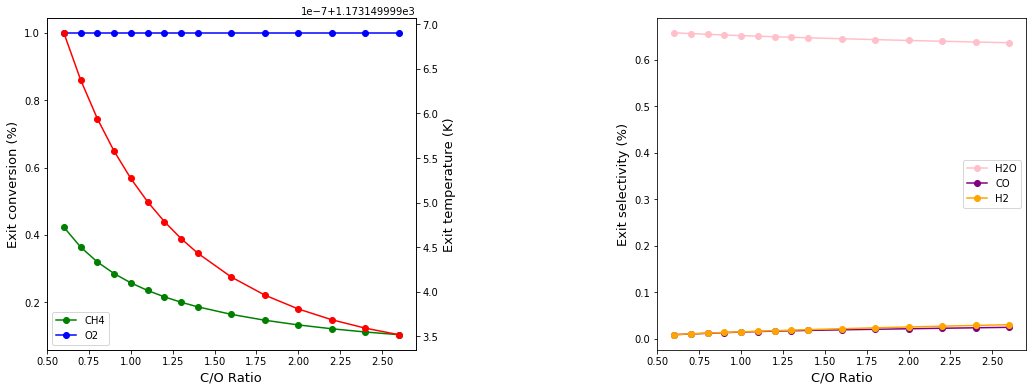 1e−7+1.173149999e3
1.0
0.8
0.6
0.4
0.2
Exit conversion (%)
7.0
6.5
6.0
5.5
5.0
4.5
4.0
3.5
Exit temperature (K)
CH4
O2
0.50 0.75 1.00 1.25 1.50 1.75 2.00 2.25 2.50
C/O Ratio
0.6
0.5
0.4
0.3
0.2
0.1
0.0
Exit selectivity (%)
H2O
CO
H2
0.50 0.75 1.00 1.25 1.50 1.75 2.00 2.25 2.50
C/O Ratio